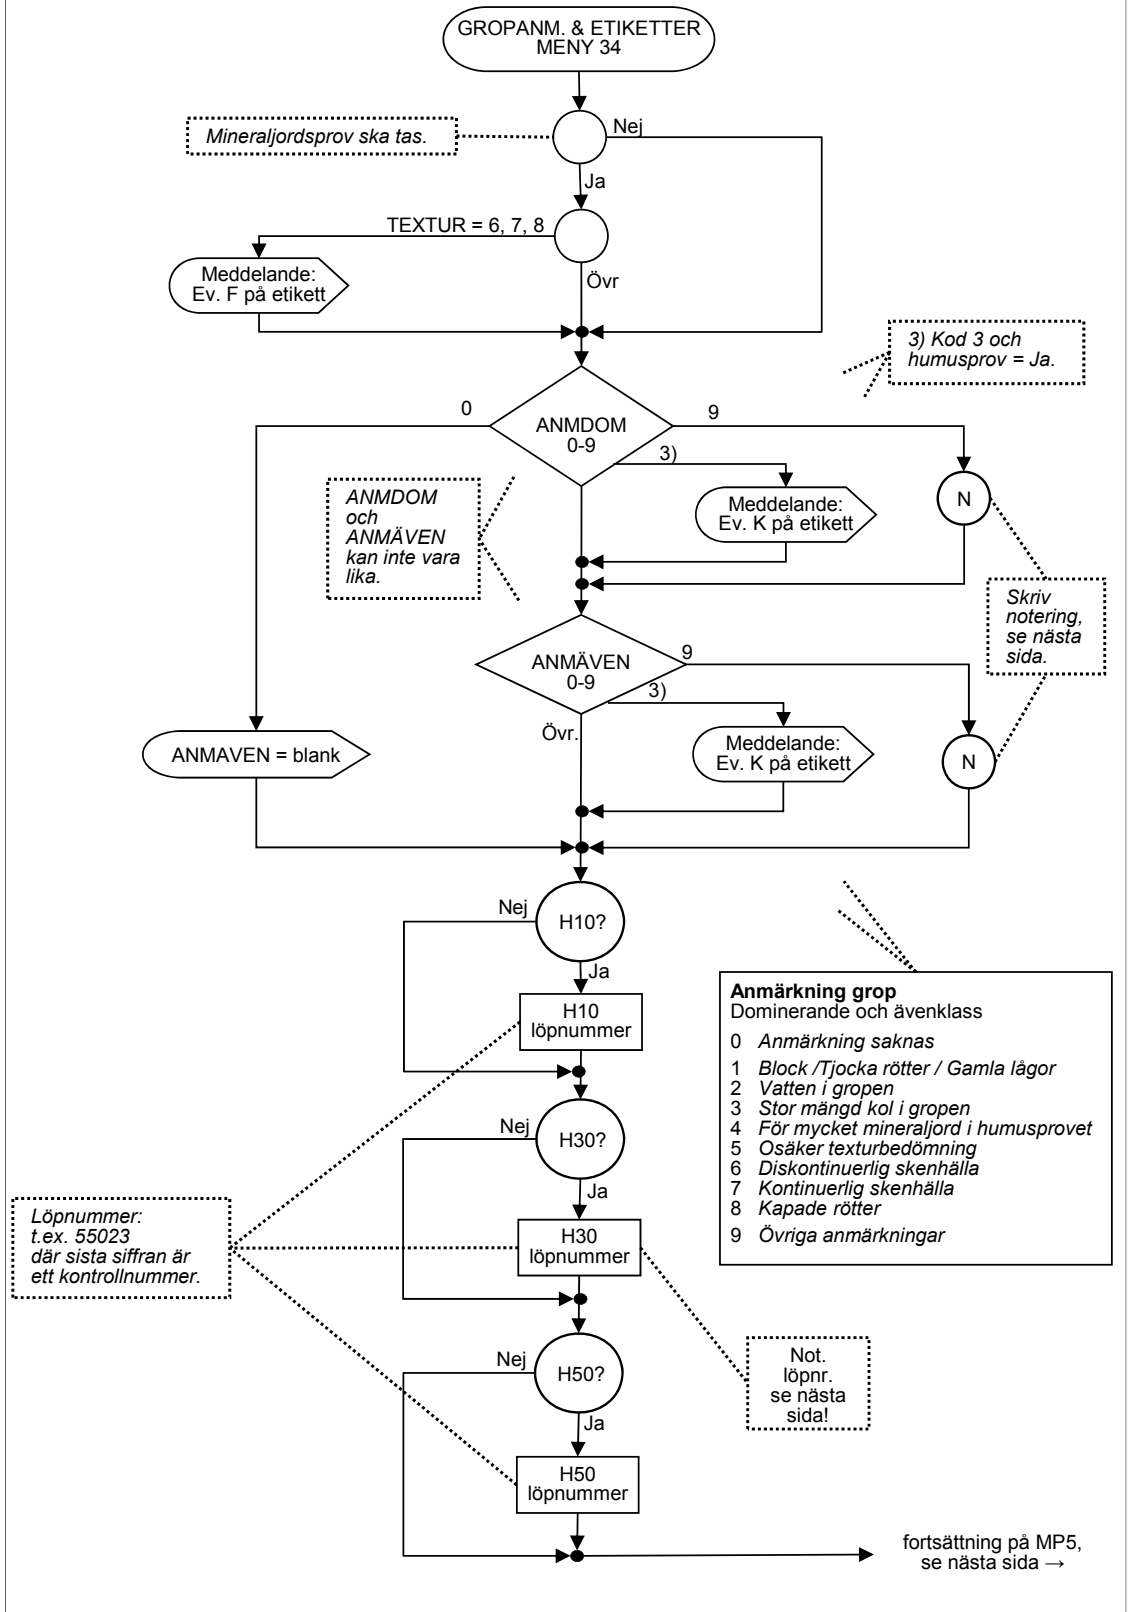 GROPANM. & ETIKETTER
MENY 34
Mineraljordsprov ska tas.
Nej
Ja
TEXTUR = 6, 7, 8
Meddelande:
Ev. F på etikett
Övr
3) Kod 3 och
humusprov = Ja.
0
ANMDOM
0-9
9
3)
ANMDOM
och
ANMÄVEN
kan inte vara
lika.
Meddelande:
Ev. K på etikett
N
Skriv
notering,
se nästa
sida.
ANMÄVEN
0-9
9
3)
Övr.
ANMAVEN = blank
Meddelande:
Ev. K på etikett
N
Nej
H10?
Ja
H10
löpnummer
Anmärkning grop
Dominerande och ävenklass
0 Anmärkning saknas
1 Block /Tjocka rötter / Gamla lågor
2 Vatten i gropen
3 Stor mängd kol i gropen
4 För mycket mineraljord i humusprovet
5 Osäker texturbedömning
6 Diskontinuerlig skenhälla
7 Kontinuerlig skenhälla
8 Kapade rötter
9 Övriga anmärkningar
Nej
H30?
Ja
H30
löpnummer
Löpnummer:
t.ex. 55023
där sista siffran är
ett kontrollnummer.
Nej
H50?
Ja
Not.
löpnr.
se nästa
sida!
H50
löpnummer
fortsättning på MP5,
se nästa sida →